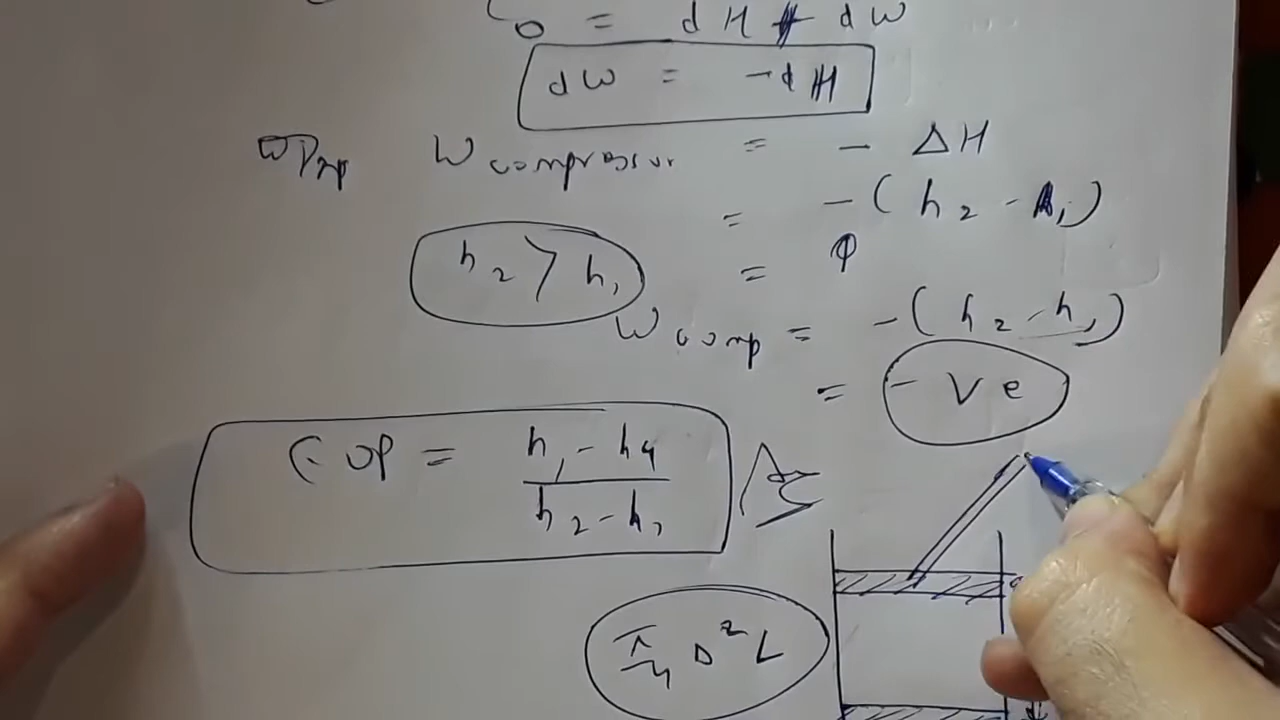 0 = dH + dw
dw = -dH
W compressor = - ΔH
= - (h2 - h1)
h2 > h1 =
W comp = - (h2 - h1)
= - ve
COP = h1 - h4 / h2 - h1
π/4 D²L